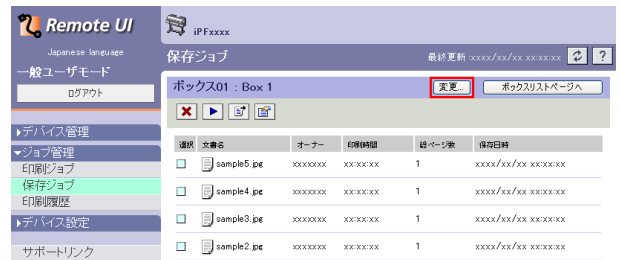 Remote UI
Japanese language
一般ユーザモード
ログアウト
▶デバイス管理
▼ジョブ管理
印刷ジョブ
保存ジョブ
印刷履歴
▶デバイス設定
サポートリンク
iPFxxxx
保存ジョブ
最終更新:xxxx/xx/xx xx:xx:xx
?
ボックス01 : Box 1
変更...
ボックスリストページへ
選択 文書名 オーナー 印刷時間 総ページ数 保存日時
sample5.jpg xxxxxxx xx:xx:xx 1 xxxx/xx/xx xx:xx:xx
sample4.jpg xxxxxxx xx:xx:xx 1 xxxx/xx/xx xx:xx:xx
sample3.jpg xxxxxxx xx:xx:xx 1 xxxx/xx/xx xx:xx:xx
sample2.jpg xxxxxxx xx:xx:xx 1 xxxx/xx/xx xx:xx:xx